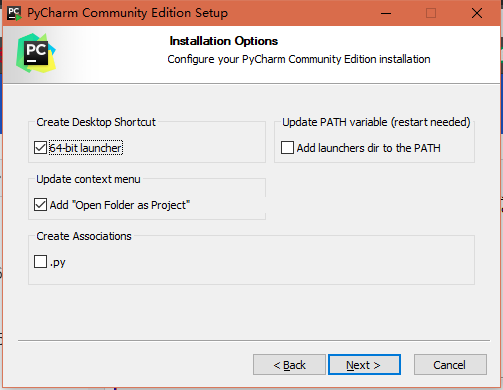 PyCharm Community Edition Setup
PC
Installation Options
Configure your PyCharm Community Edition installation
Create Desktop Shortcut
64-bit launcher
Update PATH variable (restart needed)
Add launchers dir to the PATH
Update context menu
Add "Open Folder as Project"
Create Associations
.py
< Back
Next >
Cancel